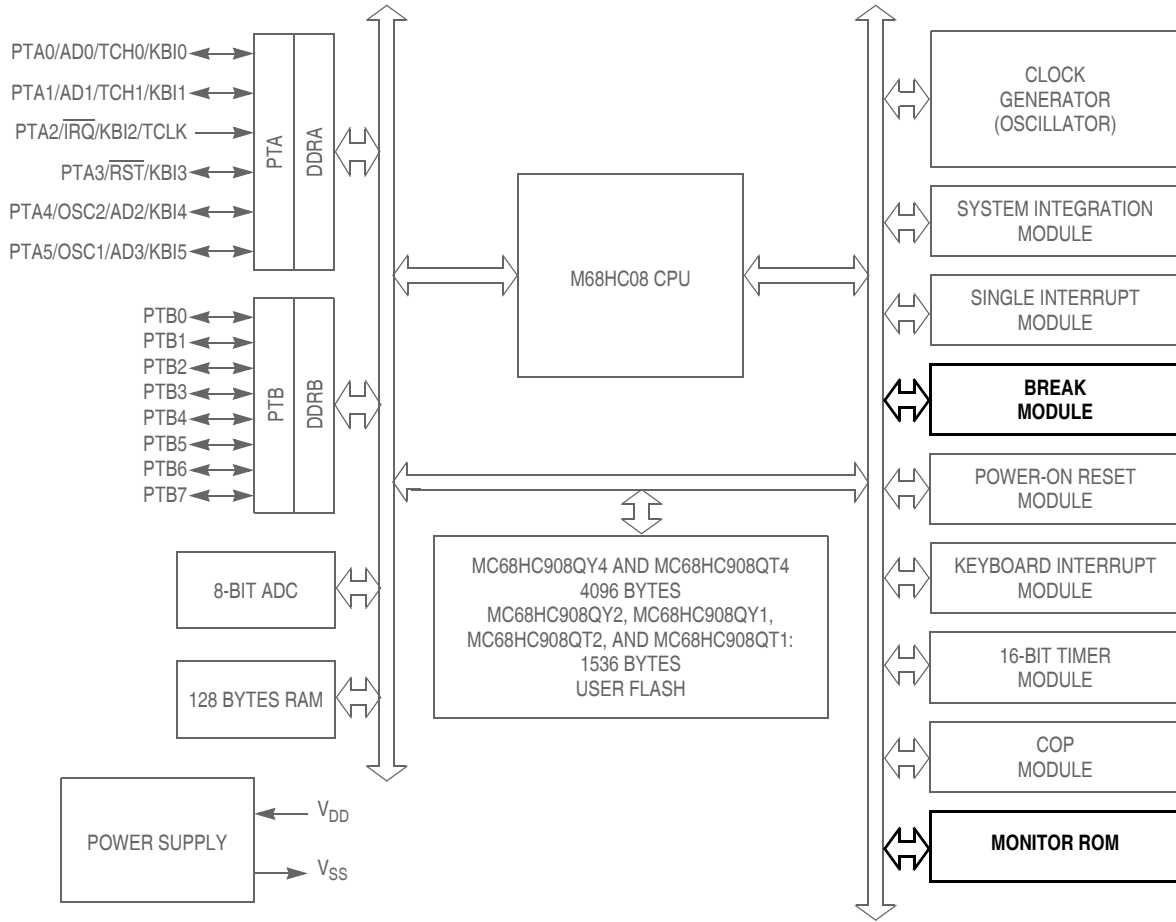 PTA0/AD0/TCH0/KBI0
PTA1/AD1/TCH1/KBI1
PTA2/I̅R̅Q̅/KBI2/TCLK
PTA3/R̅S̅T̅/KBI3
PTA4/OSC2/AD2/KBI4
PTA5/OSC1/AD3/KBI5
PTA
DDRA
PTB0
PTB1
PTB2
PTB3
PTB4
PTB5
PTB6
PTB7
PTB
DDRB
8-BIT ADC
128 BYTES RAM
POWER SUPPLY
V_DD
V_SS
M68HC08 CPU
MC68HC908QY4 AND MC68HC908QT4
4096 BYTES
MC68HC908QY2, MC68HC908QY1,
MC68HC908QT2, AND MC68HC908QT1:
1536 BYTES
USER FLASH
CLOCK
GENERATOR
(OSCILLATOR)
SYSTEM INTEGRATION
MODULE
SINGLE INTERRUPT
MODULE
BREAK
MODULE
POWER-ON RESET
MODULE
KEYBOARD INTERRUPT
MODULE
16-BIT TIMER
MODULE
COP
MODULE
MONITOR ROM